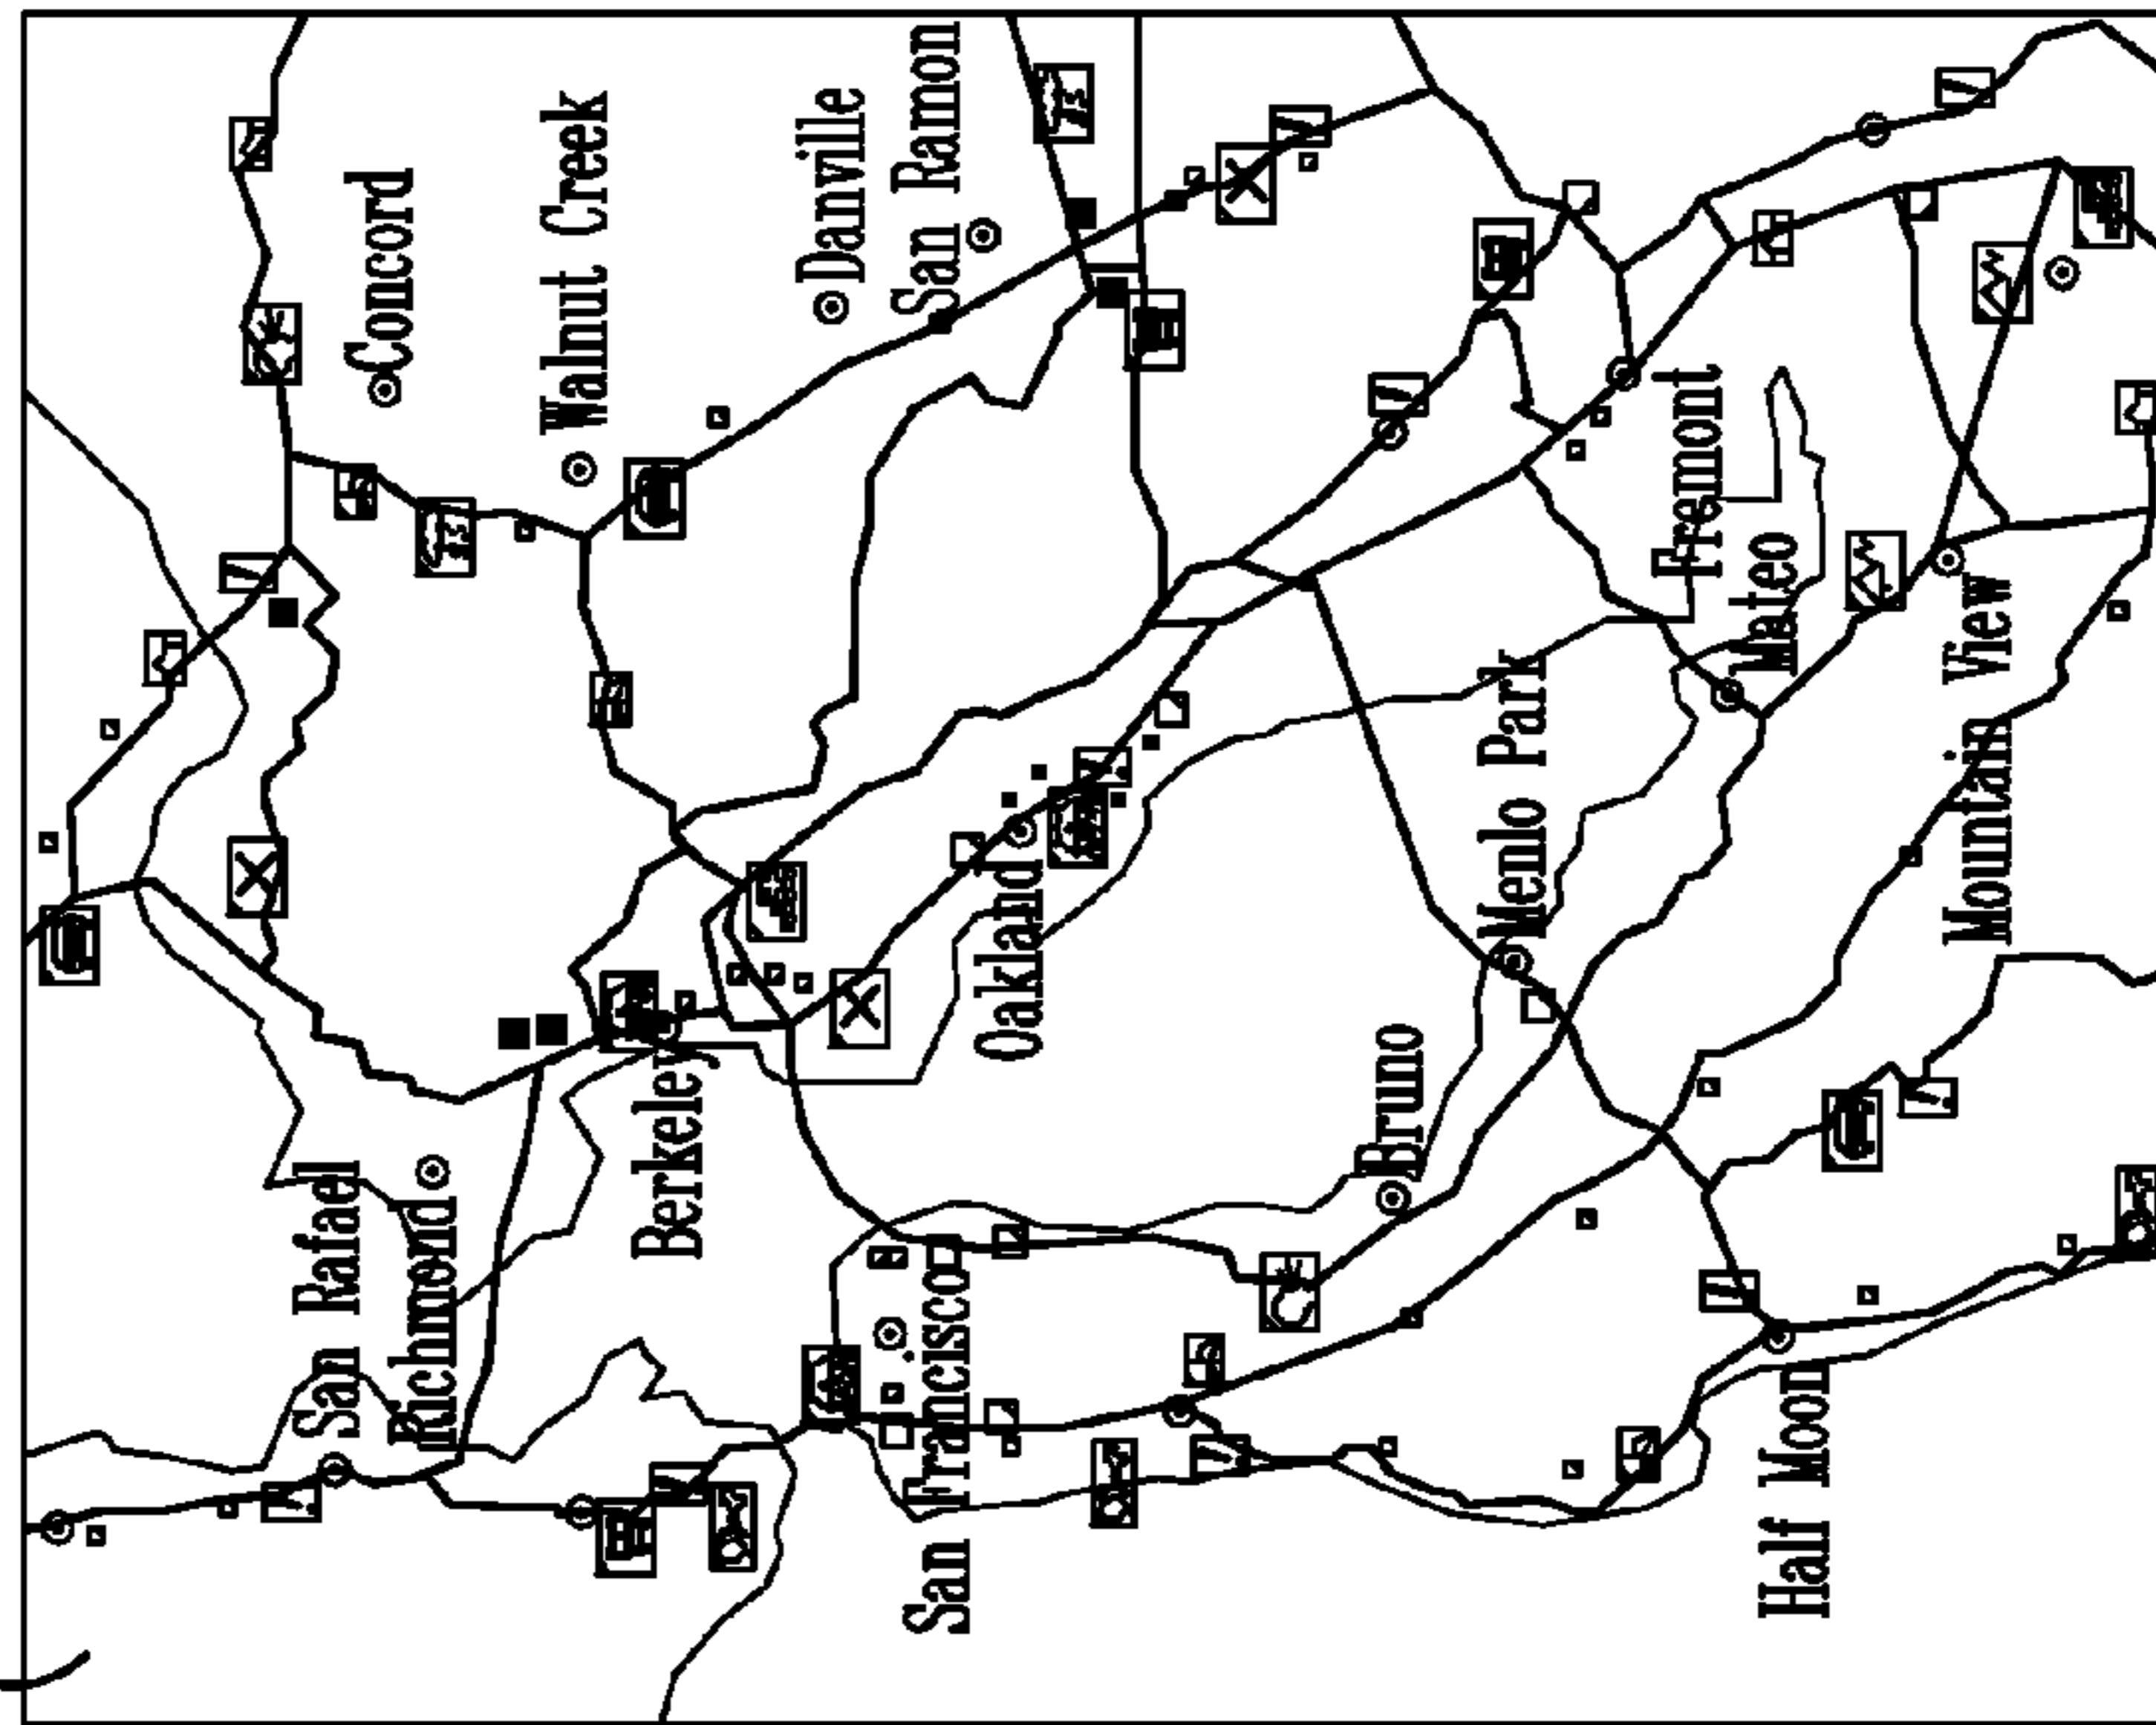 Concord
Walnut Creek
Danville
San Ramon
San Rafael
Richmond
Berkeley
Oakland
San Francisco
Bruno
Menlo Park
Fremont
Mateo
Mountain View
Half Moon